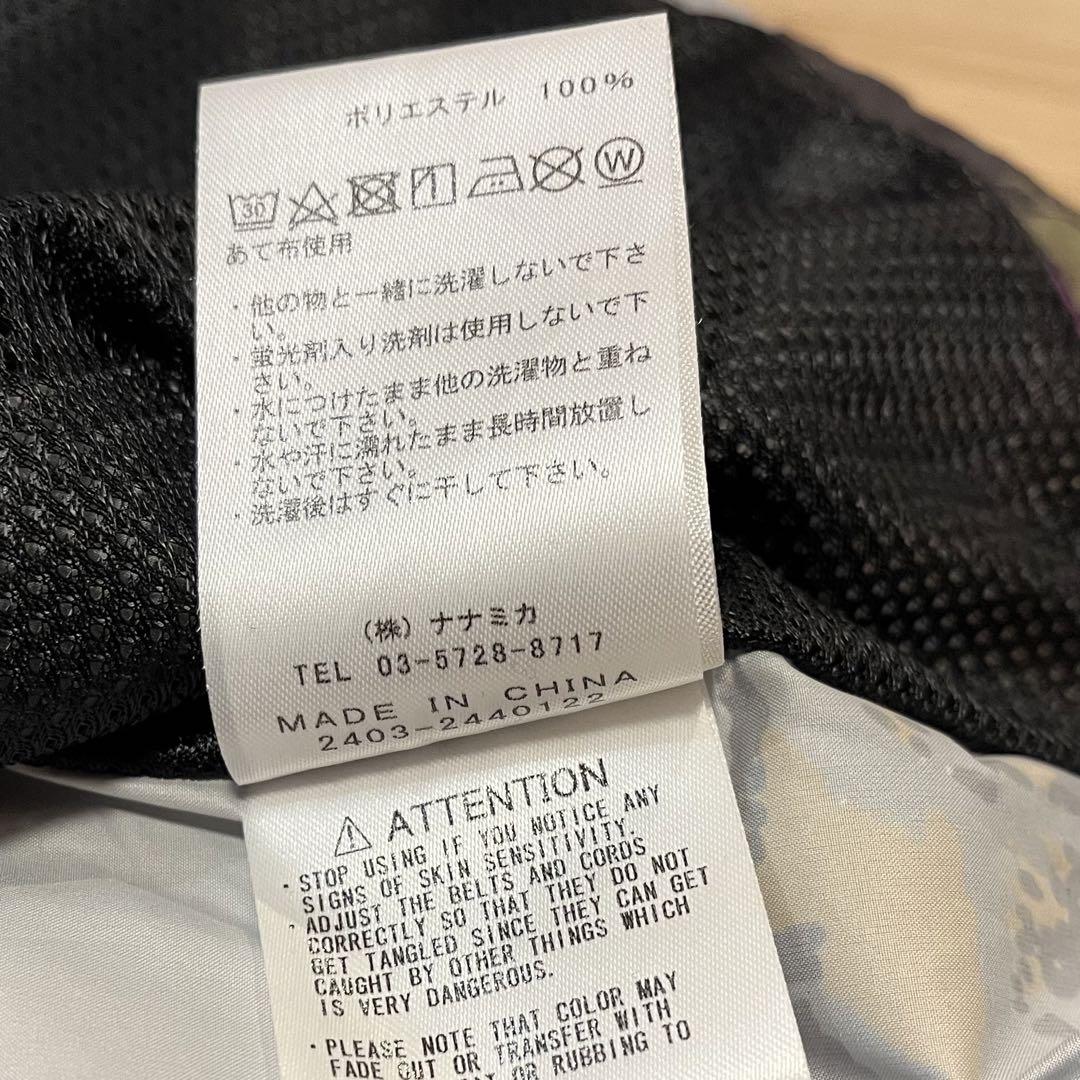 ポリエステル 100%
30 W
あて布使用
・他の物と一緒に洗濯しないで下さ
い。
・蛍光剤入り洗剤は使用しないで下
さい。
・水につけたまま他の洗濯物と重ね
ないで下さい。
・水や汗に濡れたまま長時間放置し
ないで下さい。
・洗濯後はすぐに干して下さい。
(株) ナナミカ
TEL 03-5728-8717
MADE IN CHINA
2403-2440122
ATTENTION
・STOP USING IF YOU NOTICE ANY
SIGNS OF SKIN SENSITIVITY.
・ADJUST THE BELTS AND CORDS
CORRECTLY SO THAT THEY DO NOT
GET TANGLED SINCE THEY CAN GET
CAUGHT BY OTHER THINGS WHICH
IS VERY DANGEROUS.
・PLEASE NOTE THAT COLOR MAY
FADE OUT OR TRANSFER WITH
OR RUBBING TO